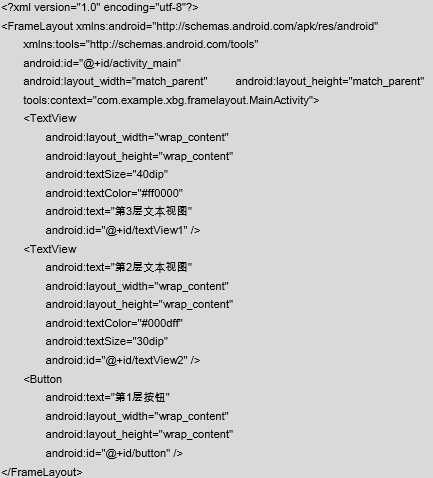 <?xml version="1.0" encoding="utf-8"?>
<FrameLayout xmlns:android="http://schemas.android.com/apk/res/android"
xmlns:tools="http://schemas.android.com/tools"
android:id="@+id/activity_main"
android:layout_width="match_parent" android:layout_height="match_parent"
tools:context="com.example.xbg.framelayout.MainActivity">
<TextView
android:layout_width="wrap_content"
android:layout_height="wrap_content"
android:textSize="40dip"
android:textColor="#ff0000"
android:text="第3层文本视图"
android:id="@+id/textView1" />
<TextView
android:text="第2层文本视图"
android:layout_width="wrap_content"
android:layout_height="wrap_content"
android:textColor="#000dff"
android:textSize="30dip"
android:id="@+id/textView2" />
<Button
android:text="第1层按钮"
android:layout_width="wrap_content"
android:layout_height="wrap_content"
android:id="@+id/button" />
</FrameLayout>